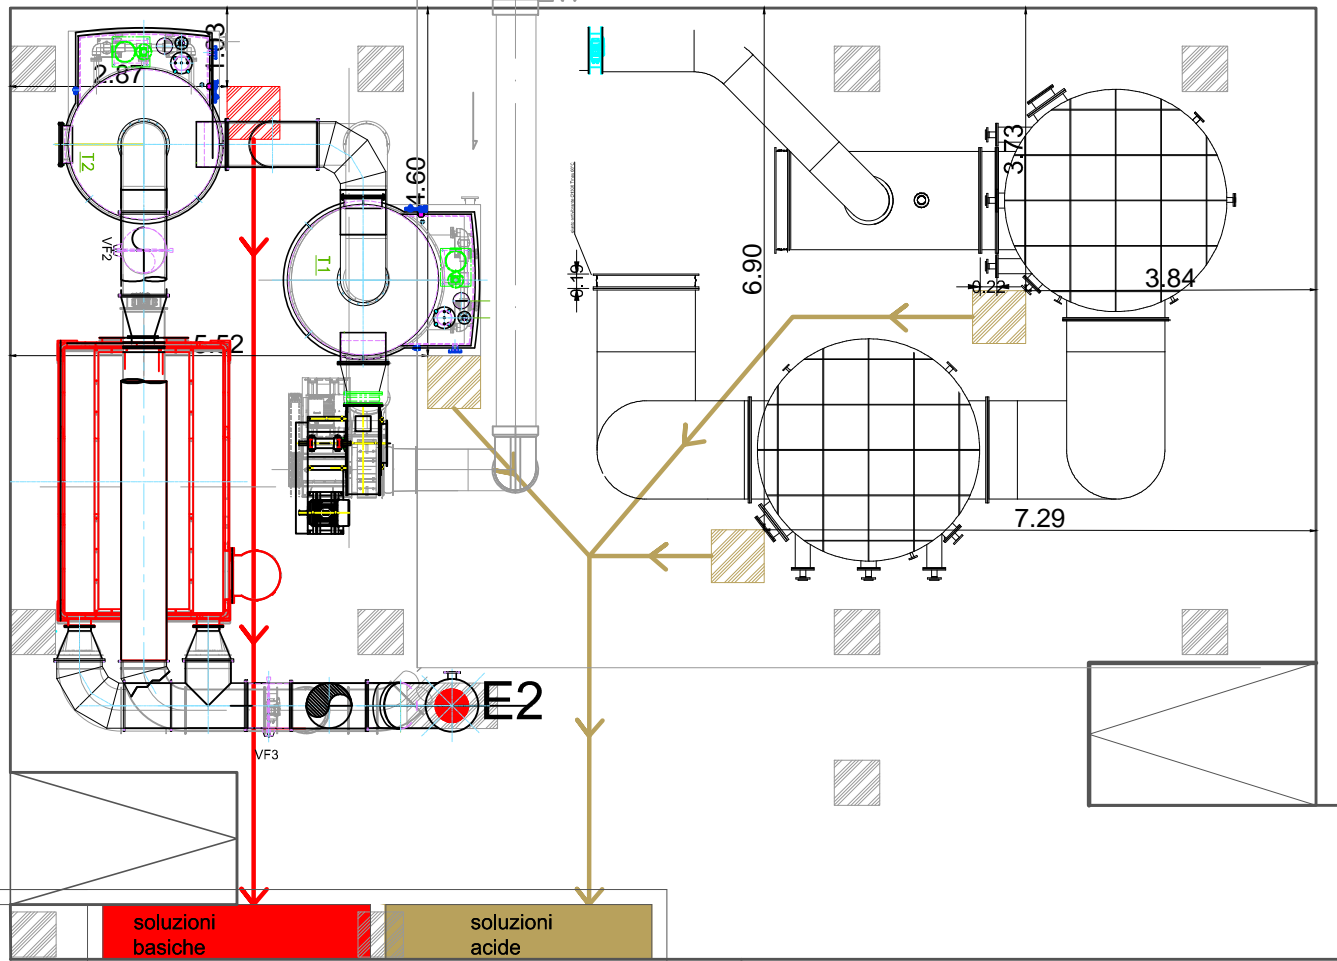 1.53
2.87
T2
4.60
3.73
VF2
T1
6.90
0.19
0.22
3.84
5.52
7.29
E2
VF3
soluzioni
basiche
soluzioni
acide